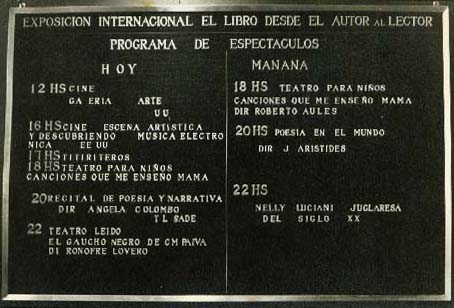 EXPOSICION INTERNACIONAL EL LIBRO DESDE EL AUTOR AL LECTOR
PROGRAMA DE ESPECTACULOS
HOY
12 HS CINE
GA ERIA ARTE
UU
16 HS CINE ESCENA ARTISTICA
Y DESCUBRIENDO MUSICA ELECTRO
NICA EE UU
17 HS TITIRITEROS
18 HS TEATRO PARA NIÑOS
CANCIONES QUE ME ENSEÑO MAMA
20 RECITAL DE POESIA Y NARRATIVA
DIR ANGELA COLOMBO
TL SADE
22 TEATRO LEIDO
EL GAUCHO NEGRO DE CM PAIVA
DI RONOFRE LOVERO
MAÑANA
18 HS TEATRO PARA NIÑOS
CANCIONES QUE ME ENSEÑO MAMA
DIR ROBERTO AULES
20 HS POESIA EN EL MUNDO
DIR J ARISTIDES
22 HS
NELLY LUCIANI JUGLARESA
DEL SIGLO XX